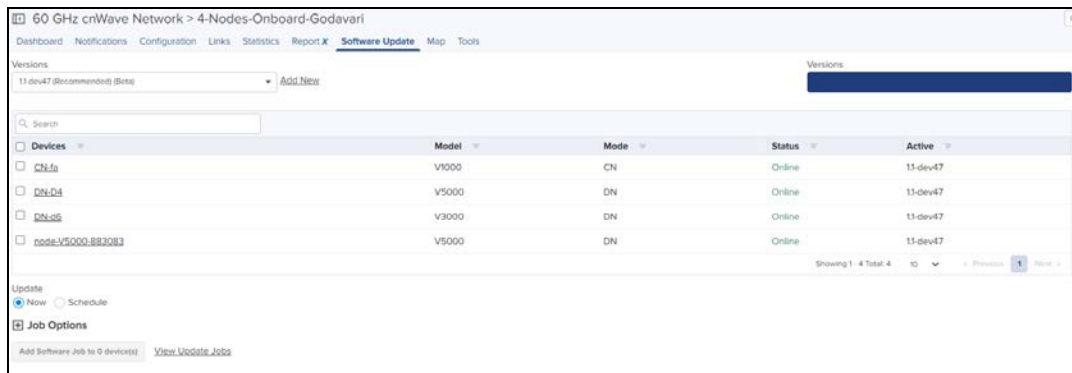 60 GHz cnWave Network > 4-Nodes-Onboard-Godavari
Dashboard Notifications Configuration Links Statistics Report X Software Update Map Tools
Versions Versions
1.1-dev47 (Recommended) (Beta) Add New
Search
Devices Model Mode Status Active
CN-fa V1000 CN Online 1.1-dev47
DN-D4 V5000 DN Online 1.1-dev47
DN-d6 V3000 DN Online 1.1-dev47
node-V5000-883083 V5000 DN Online 1.1-dev47
Showing 1 - 4 Total: 4 10 < Previous 1 Next >
Update
Now Schedule
Job Options
Add Software Job to 0 device(s) View Update Jobs